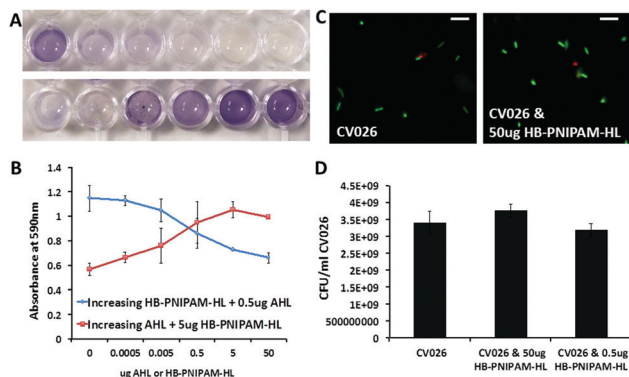 A
B
Absorbance at 590nm
1.4
1.2
1
0.8
0.6
0.4
0.2
0
Increasing HB-PNIPAM-HL + 0.5ug AHL
Increasing AHL + 5ug HB-PNIPAM-HL
0 0.0005 0.005 0.5 5 50
ug AHL or HB-PNIPAM-HL
C
CV026
CV026 &
50ug HB-PNIPAM-HL
D
CFU/ml CV026
4.5E+09
4E+09
3.5E+09
3E+09
2.5E+09
2E+09
1.5E+09
1E+09
500000000
0
CV026
CV026 & 50ug
HB-PNIPAM-HL
CV026 & 0.5ug
HB-PNIPAM-HL